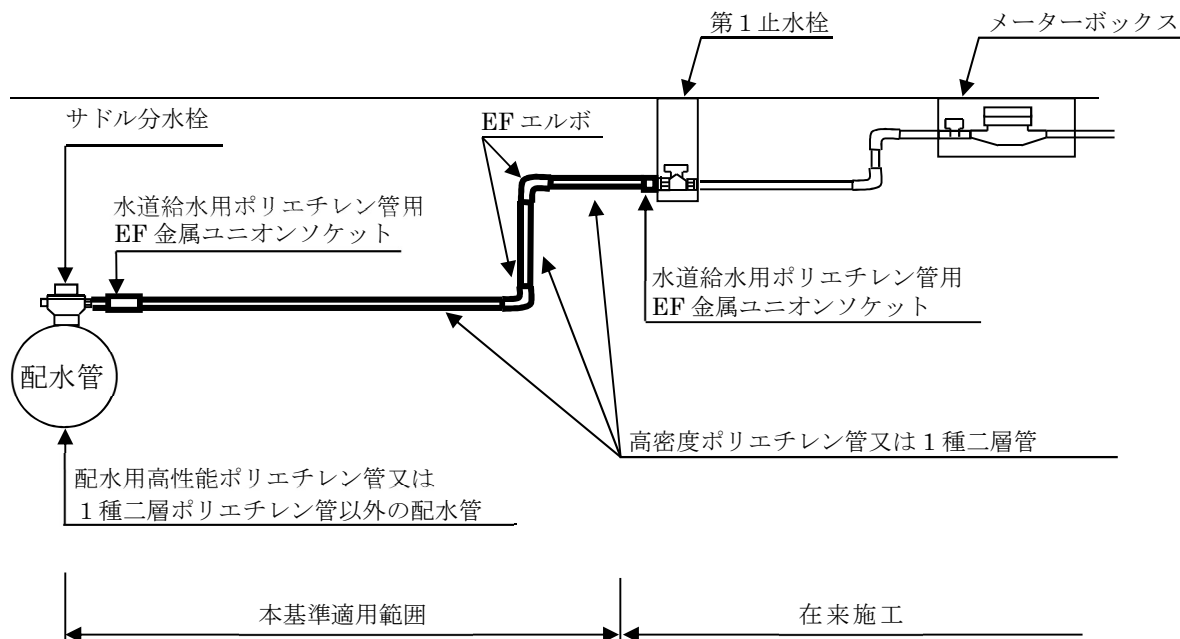 第１止水栓
メーターボックス
サドル分水栓
EF エルボ
水道給水用ポリエチレン管用
EF 金属ユニオンソケット
水道給水用ポリエチレン管用
EF 金属ユニオンソケット
配水管
高密度ポリエチレン管又は１種二層管
配水用高性能ポリエチレン管又は
１種二層ポリエチレン管以外の配水管
本基準適用範囲
在来施工